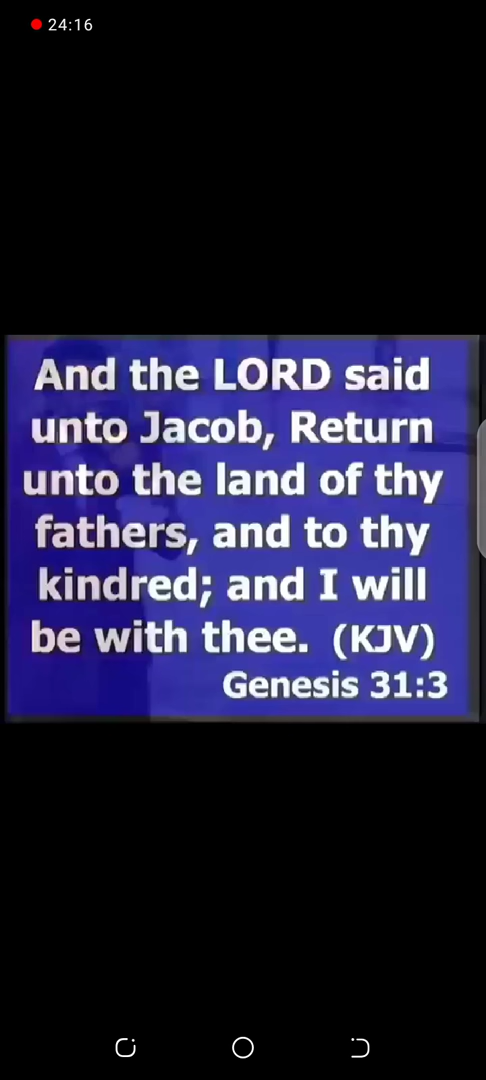 24:16
And the LORD said
unto Jacob, Return
unto the land of thy
fathers, and to thy
kindred; and I will
be with thee. (KJV)
Genesis 31:3